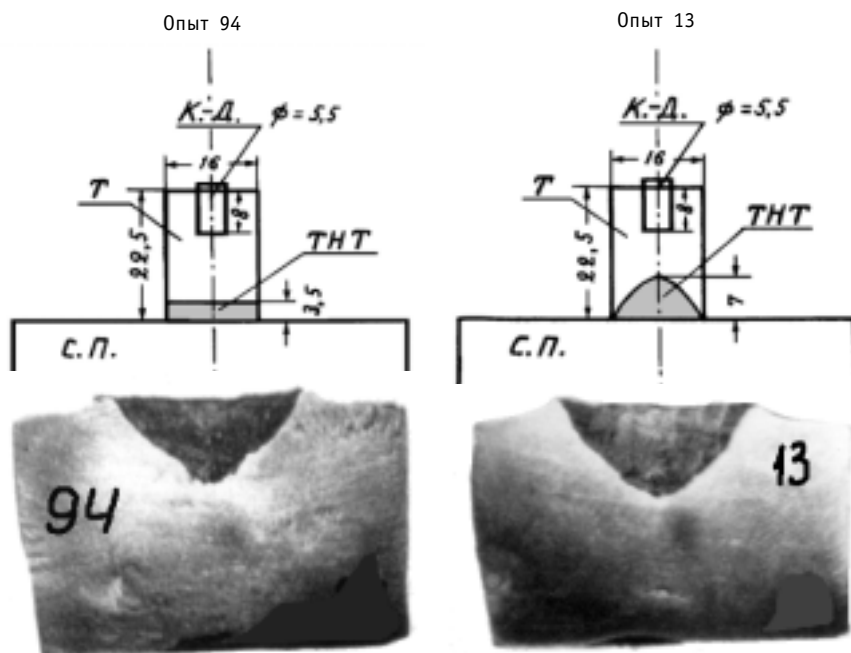 Опыт 94
К.-Д. ϕ=5,5
16
Т
8
22,5
ТНТ
3,5
С.П.
94
Опыт 13
К.-Д. ϕ=5,5
16
Т
8
22,5
ТНТ
7
С.П.
13